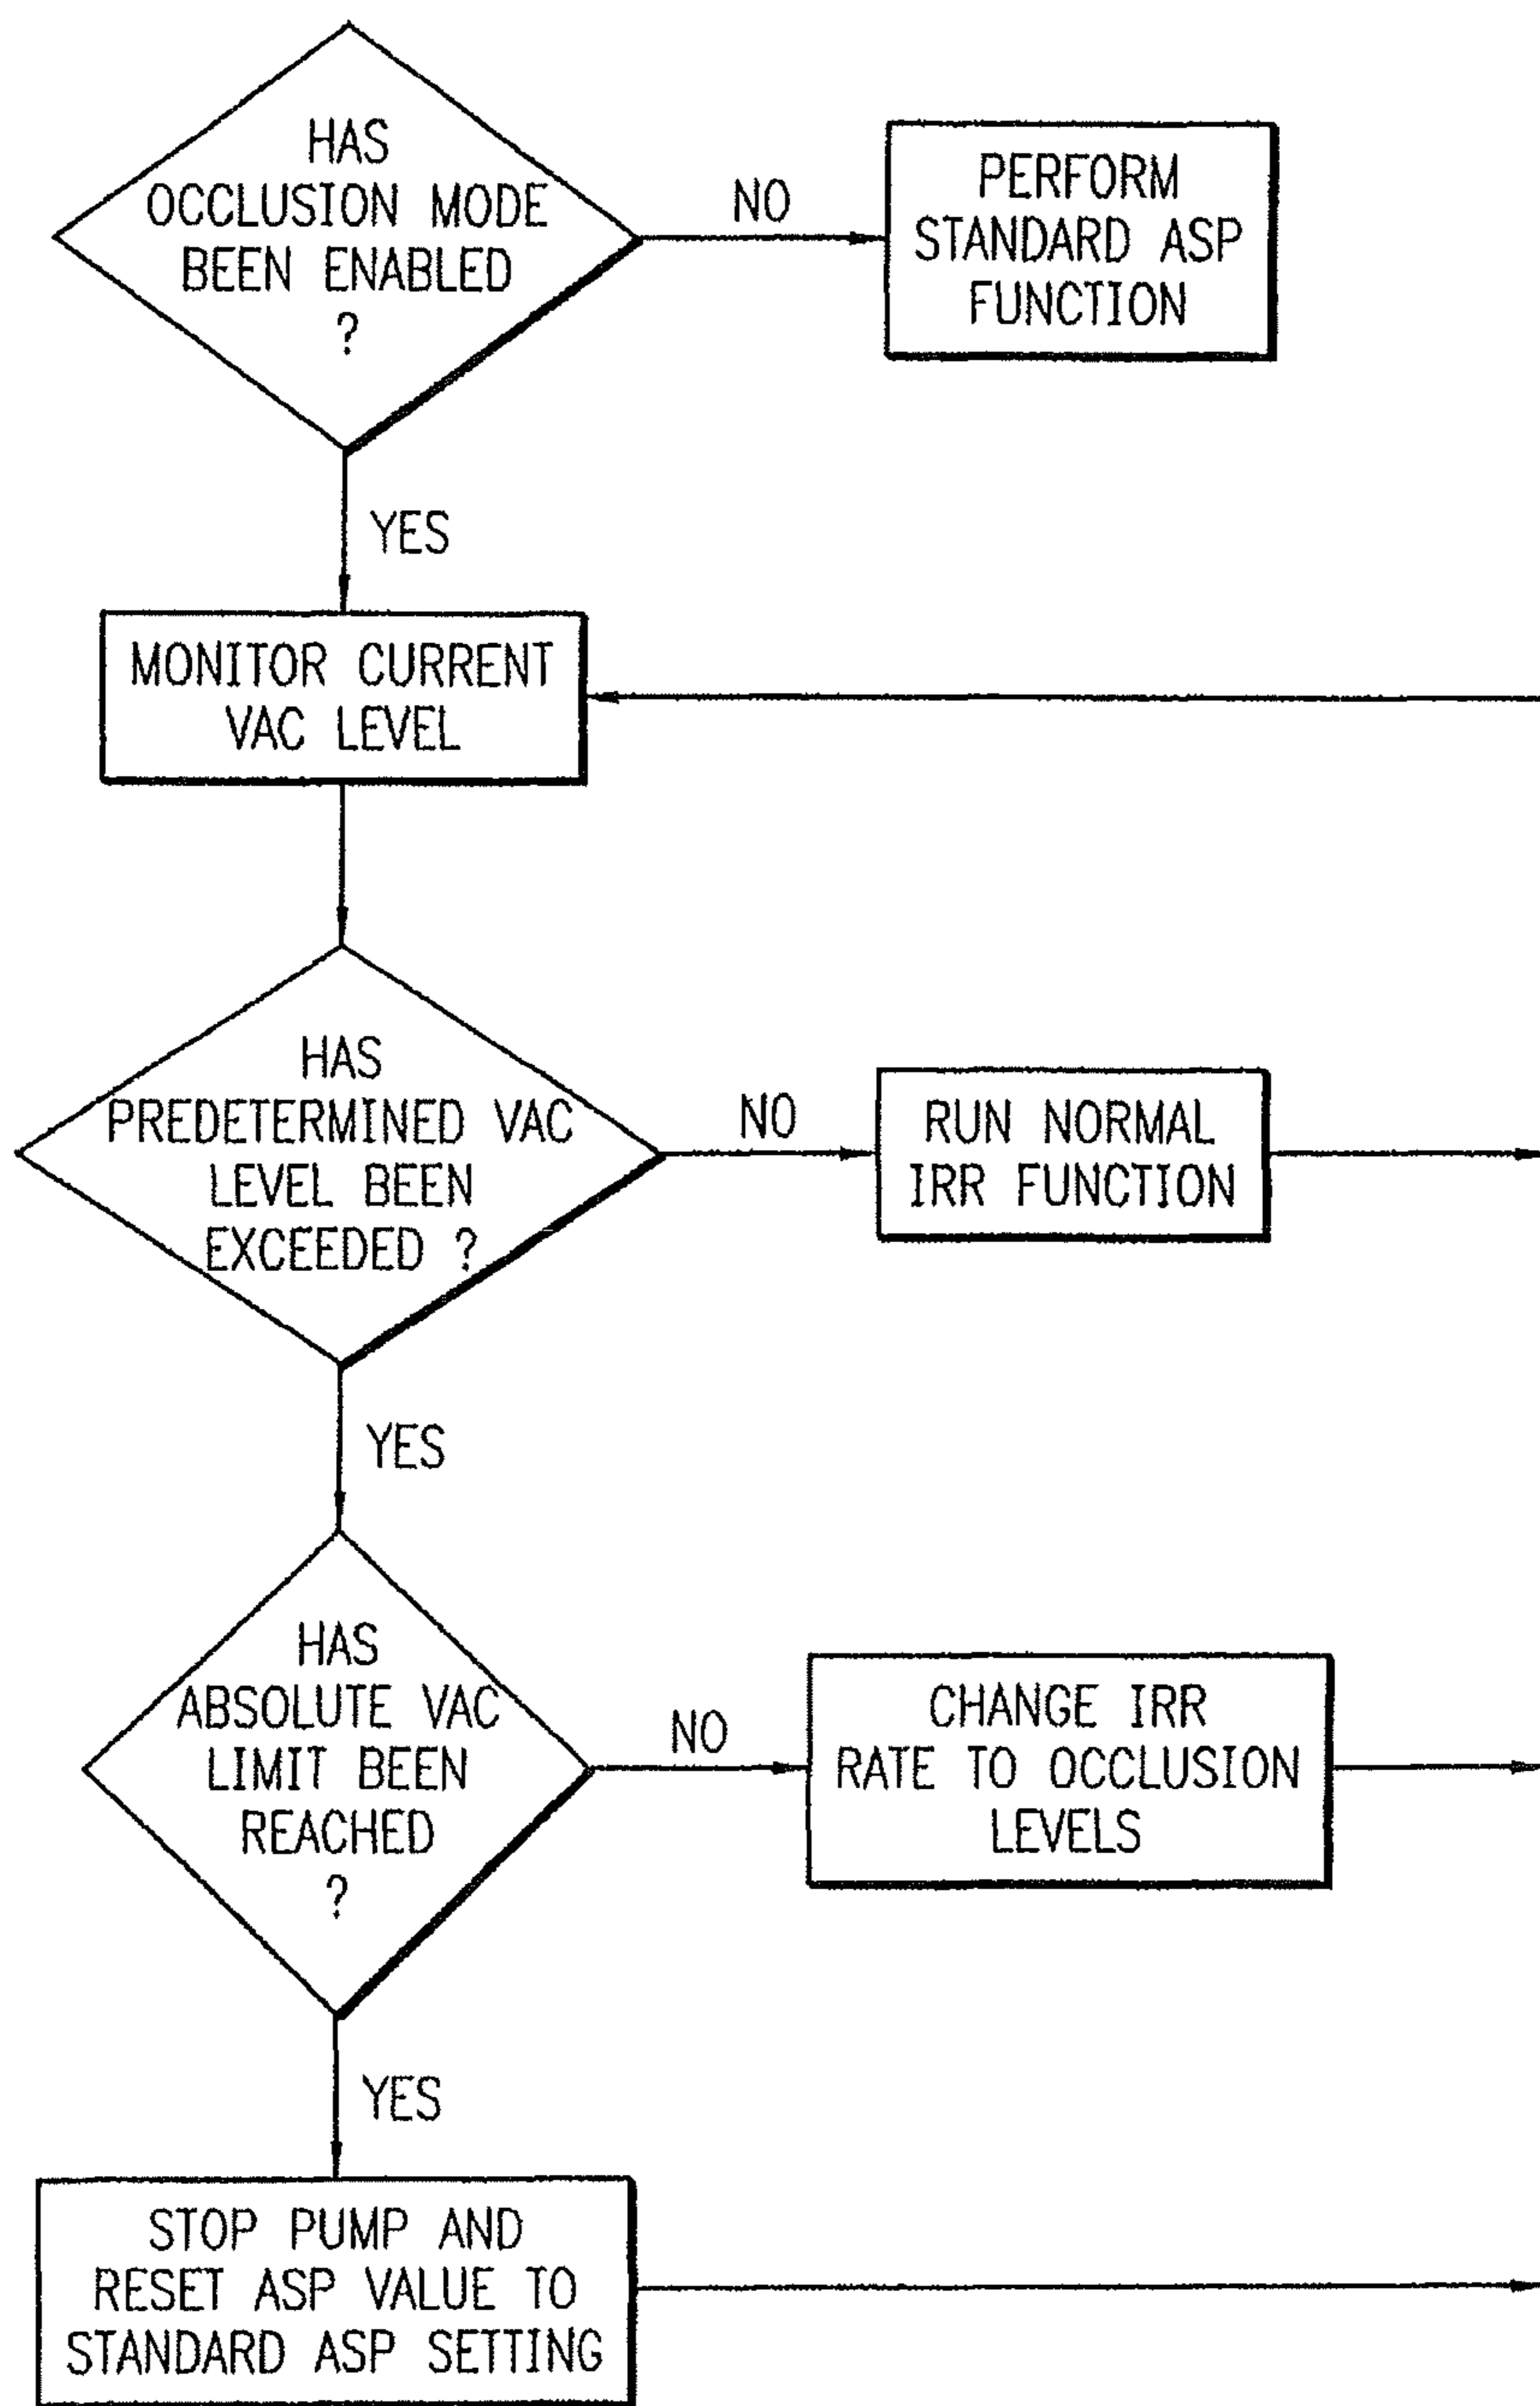 HAS
OCCLUSION MODE
BEEN ENABLED
?
NO
PERFORM
STANDARD ASP
FUNCTION
YES
MONITOR CURRENT
VAC LEVEL
HAS
PREDETERMINED VAC
LEVEL BEEN
EXCEEDED ?
NO
RUN NORMAL
IRR FUNCTION
YES
HAS
ABSOLUTE VAC
LIMIT BEEN
REACHED
?
NO
CHANGE IRR
RATE TO OCCLUSION
LEVELS
YES
STOP PUMP AND
RESET ASP VALUE TO
STANDARD ASP SETTING